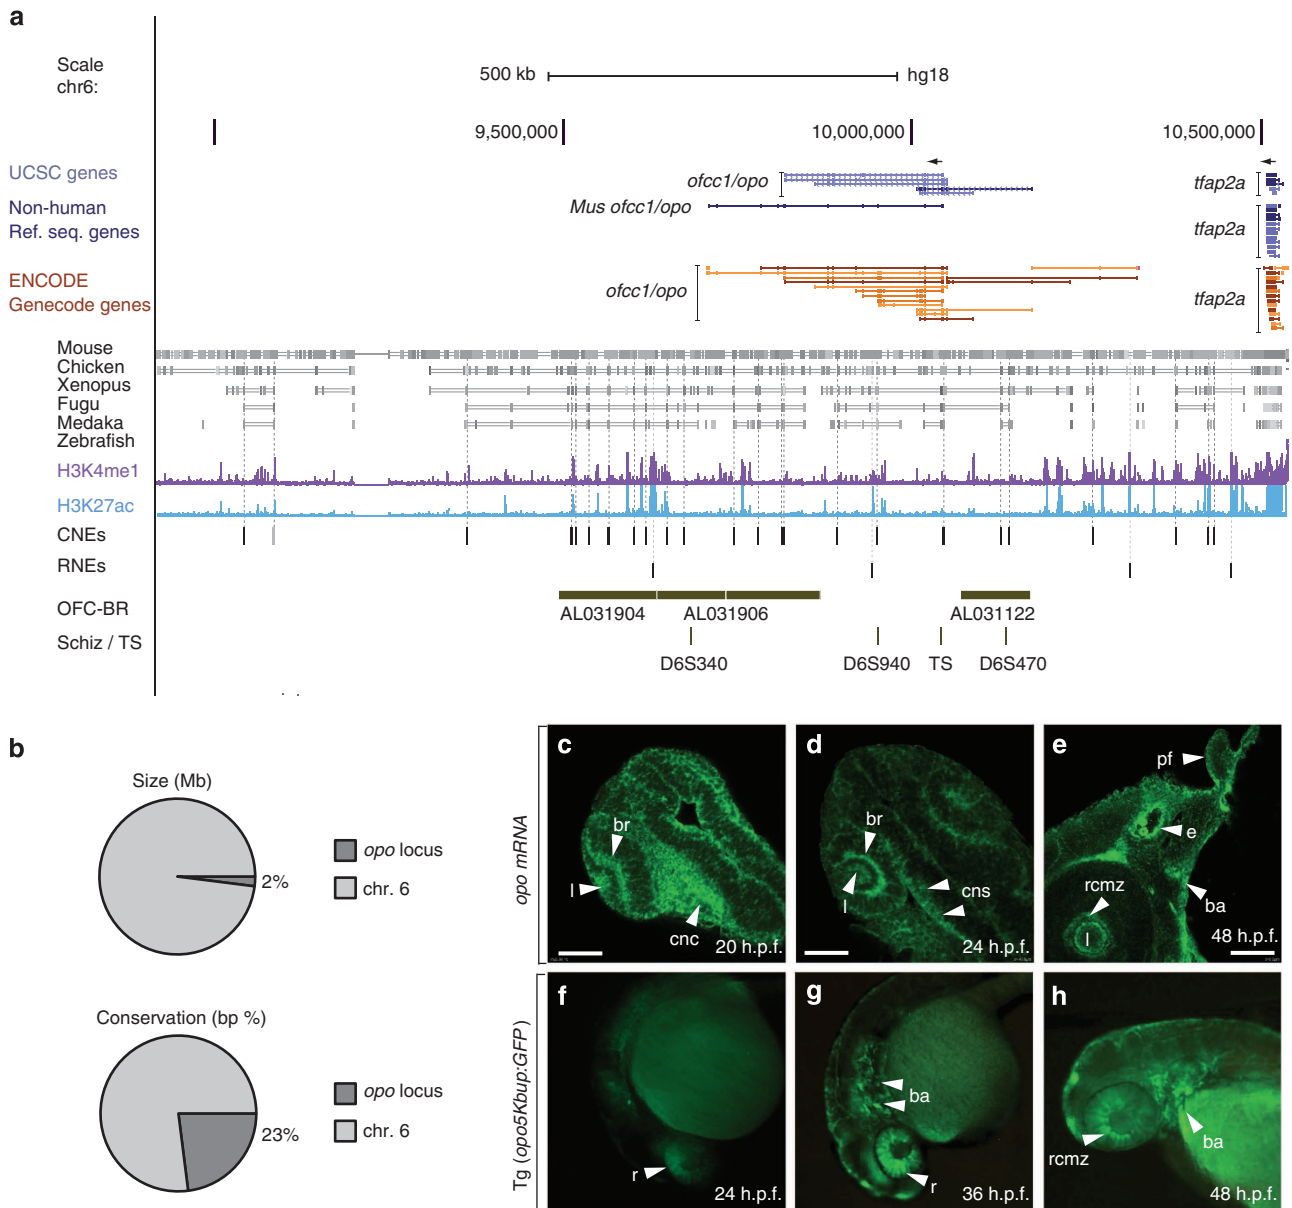 a
Scale
chr6:
500 kb
hg18
9,500,000
10,000,000
10,500,000
UCSC genes
ofcc1/opo
tfap2a
Non-human
Ref. seq. genes
Mus ofcc1/opo
tfap2a
ENCODE
Genecode genes
ofcc1/opo
tfap2a
Mouse
Chicken
Xenopus
Fugu
Medaka
Zebrafish
H3K4me1
H3K27ac
CNEs
RNEs
OFC-BR
AL031904
AL031906
AL031122
Schiz / TS
D6S340
D6S940
TS
D6S470
b
Size (Mb)
2%
opo locus
chr. 6
Conservation (bp %)
23%
opo locus
chr. 6
opo mRNA
c
br
l
cnc
20 h.p.f.
d
br
l
cns
24 h.p.f.
e
pf
e
rcmz
l
ba
48 h.p.f.
Tg (opo5Kbup:GFP)
f
r
24 h.p.f.
g
ba
r
36 h.p.f.
h
rcmz
ba
48 h.p.f.